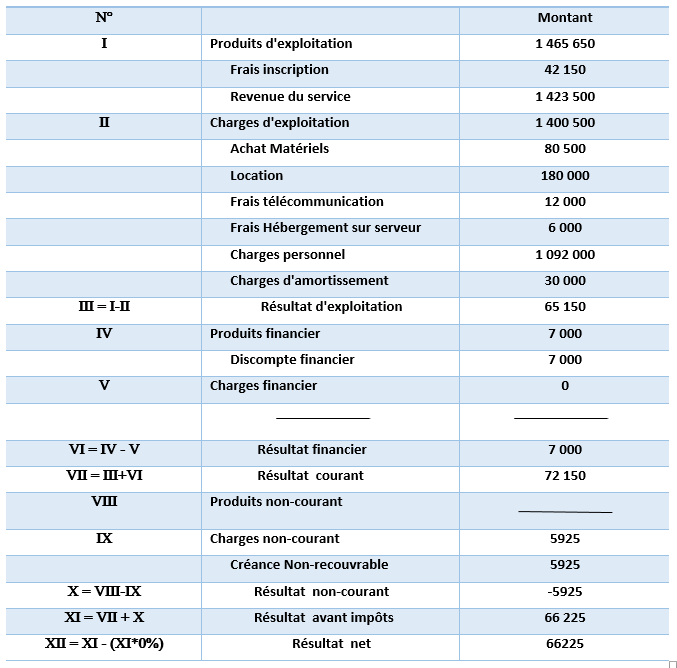 N° Montant
I Produits d'exploitation 1 465 650
Frais inscription 42 150
Revenue du service 1 423 500
II Charges d'exploitation 1 400 500
Achat Matériels 80 500
Location 180 000
Frais télécommunication 12 000
Frais Hébergement sur serveur 6 000
Charges personnel 1 092 000
Charges d'amortissement 30 000
III = I-II Résultat d'exploitation 65 150
IV Produits financier 7 000
Discompte financier 7 000
V Charges financier 0
VI = IV - V Résultat financier 7 000
VII = III+VI Résultat courant 72 150
VIII Produits non-courant
IX Charges non-courant 5925
Créance Non-recouvrable 5925
X = VIII-IX Résultat non-courant -5925
XI = VII + X Résultat avant impôts 66 225
XII = XI - (XI*0%) Résultat net 66225